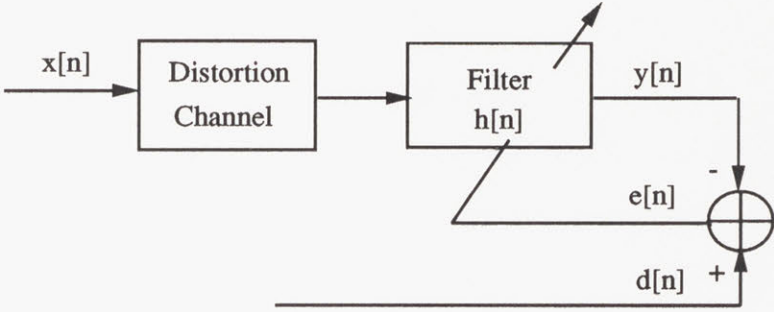 x[n]
Distortion
Channel
Filter
h[n]
y[n]
-
e[n]
+
d[n]